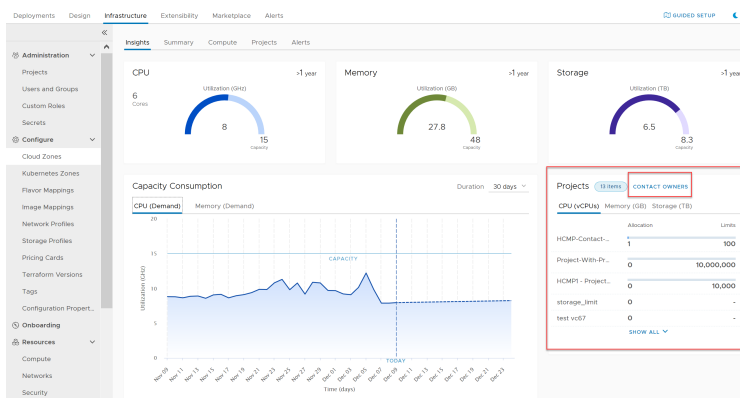 Deployments Design Infrastructure Extensibility Marketplace Alerts GUIDED SETUP
Insights Summary Compute Projects Alerts
Administration
Projects
Users and Groups
Custom Roles
Secrets
Configure
Cloud Zones
Kubernetes Zones
Flavor Mappings
Image Mappings
Network Profiles
Storage Profiles
Pricing Cards
Terraform Versions
Tags
Configuration Propert...
Onboarding
Resources
Compute
Networks
Security
CPU >1 year
6
Cores
Utilization (GHz)
8
15
Capacity
Memory >1 year
Utilization (GB)
27.8
48
Capacity
Storage >1 yea
Utilization (TB)
6.5
8.3
Capacity
Capacity Consumption Duration 30 days
CPU (Demand) Memory (Demand)
Utilization (GHz)
20
15
10
5
0
CAPACITY
TODAY
Nov 09 Nov 11 Nov 13 Nov 15 Nov 17 Nov 19 Nov 21 Nov 23 Nov 25 Nov 27 Nov 29 Dec 01 Dec 03 Dec 05 Dec 07 Dec 09 Dec 11 Dec 13 Dec 15 Dec 17 Dec 19 Dec 21 Dec 23
Time (days)
Projects 13 items CONTACT OWNERS
CPU (vCPUs) Memory (GB) Storage (TB)
Allocation Limits
HCMP-Contact-... 1 100
Project-With-Pr... 0 10,000,000
HCMP1 - Project... 0 10,000
storage_limit 0 -
test vc67 0 -
SHOW ALL